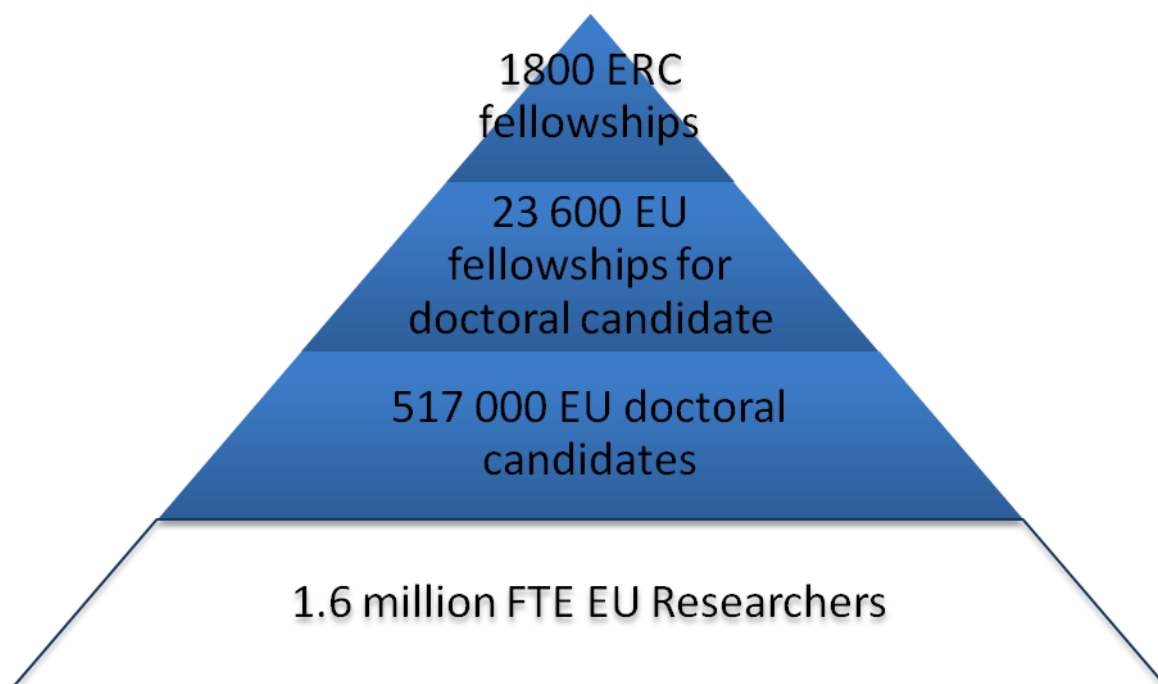 1800 ERC
fellowships
23 600 EU
fellowships for
doctoral candidate
517 000 EU doctoral
candidates
1.6 million FTE EU Researchers